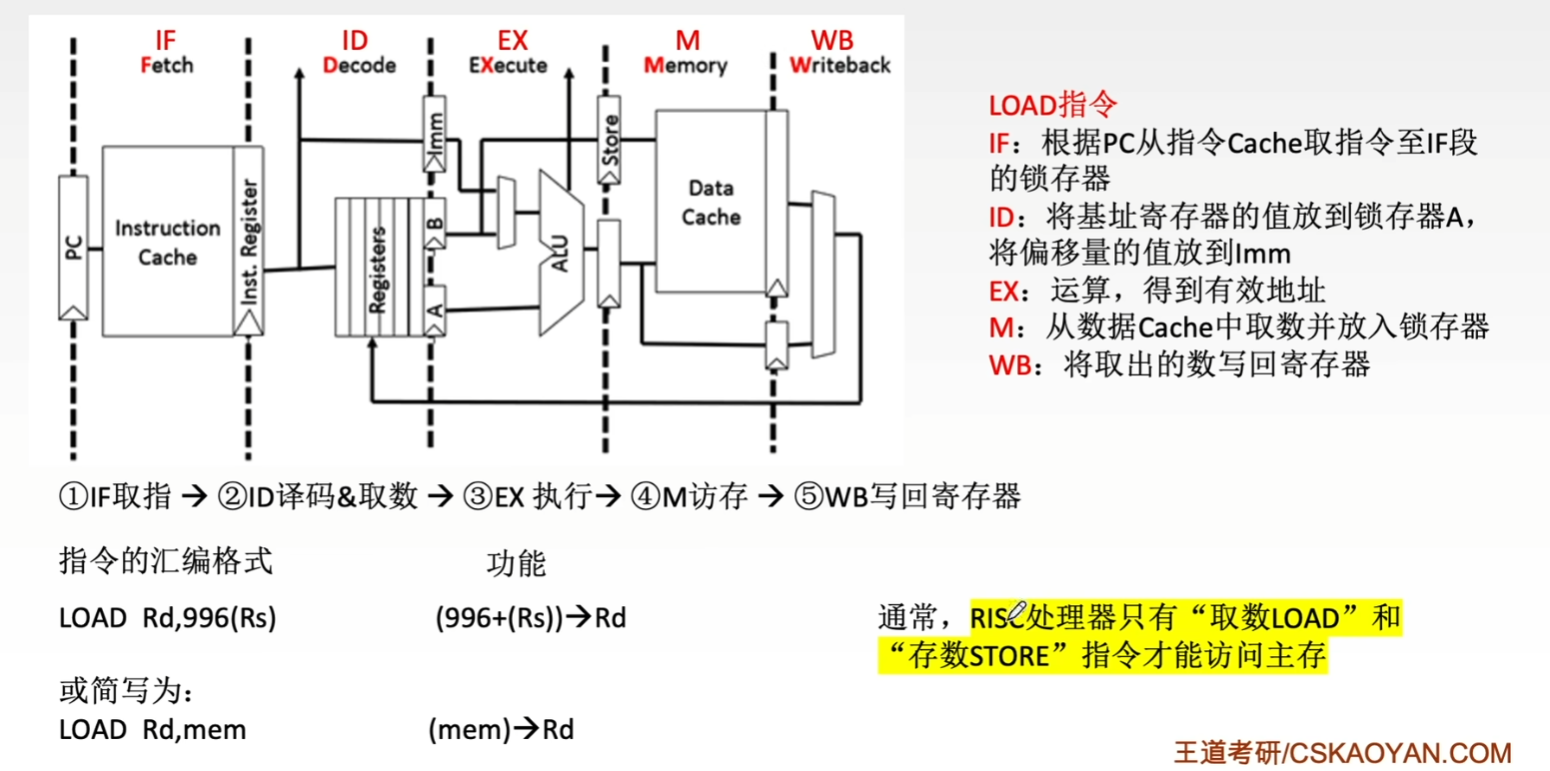 IF
Fetch
ID
Decode
EX
EXecute
M
Memory
WB
Writeback
PC
Instruction
Cache
Inst. Register
Registers
Imm
B
A
ALU
Store
Data
Cache
LOAD指令
IF：根据PC从指令Cache取指令至IF段
的锁存器
ID：将基址寄存器的值放到锁存器A，
将偏移量的值放到Imm
EX：运算，得到有效地址
M：从数据Cache中取数并放入锁存器
WB：将取出的数写回寄存器
①IF取指 → ②ID译码&取数 → ③EX 执行→ ④M访存 → ⑤WB写回寄存器
指令的汇编格式
功能
LOAD Rd,996(Rs)
(996+(Rs))→Rd
或简写为：
LOAD Rd,mem
(mem)→Rd
通常，RISC处理器只有“取数LOAD”和
“存数STORE”指令才能访问主存
王道考研/CSKAOYAN.COM